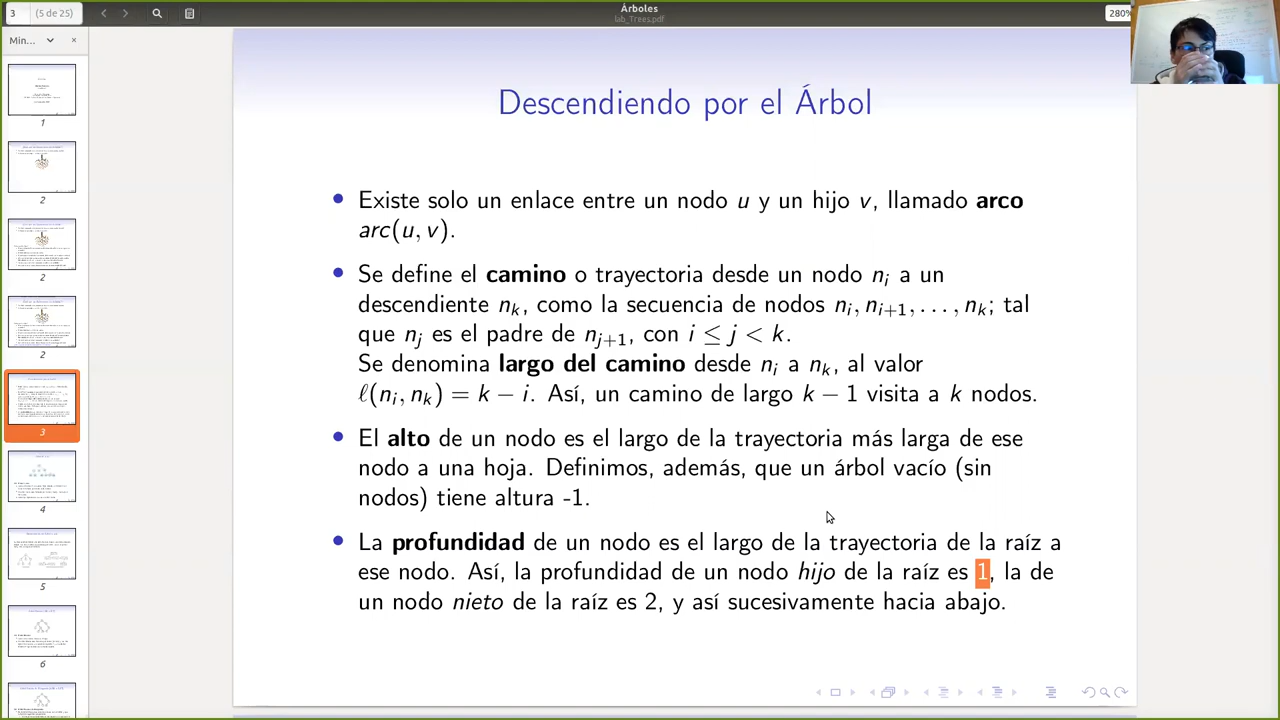 3 (5 de 25)
Árboles
lab_Trees.pdf
280%
Min...
1
2
2
2
3
4
5
6
Descendiendo por el Árbol
• Existe solo un enlace entre un nodo u y un hijo v, llamado arco
arc(u, v).
• Se define el camino o trayectoria desde un nodo nᵢ a un
descendiente nₖ, como la secuencia de nodos nᵢ, nᵢ₊₁, . . . , nₖ; tal
que nⱼ es el padre de nⱼ₊₁, con i ≤ j < k.
Se denomina largo del camino desde nᵢ a nₖ, al valor
ℓ(nᵢ, nₖ) = k − i. Así, un camino de largo k − 1 visita a k nodos.
• El alto de un nodo es el largo de la trayectoria más larga de ese
nodo a una hoja. Definimos, además, que un árbol vacío (sin
nodos) tiene altura -1.
• La profundidad de un nodo es el largo de la trayectoria de la raíz a
ese nodo. Así, la profundidad de un nodo hijo de la raíz es 1, la de
un nodo nieto de la raíz es 2, y así sucesivamente hacia abajo.